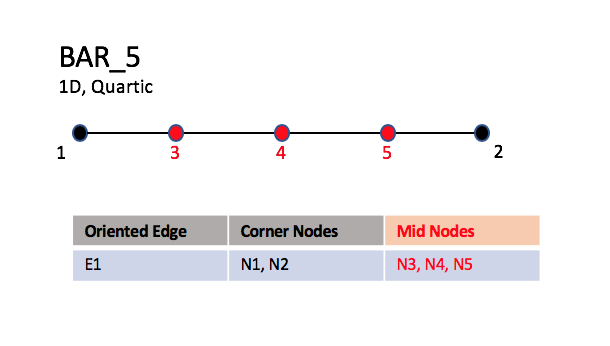 BAR_5
1D, Quartic
1 3 4 5 2
Oriented Edge Corner Nodes Mid Nodes
E1 N1, N2 N3, N4, N5